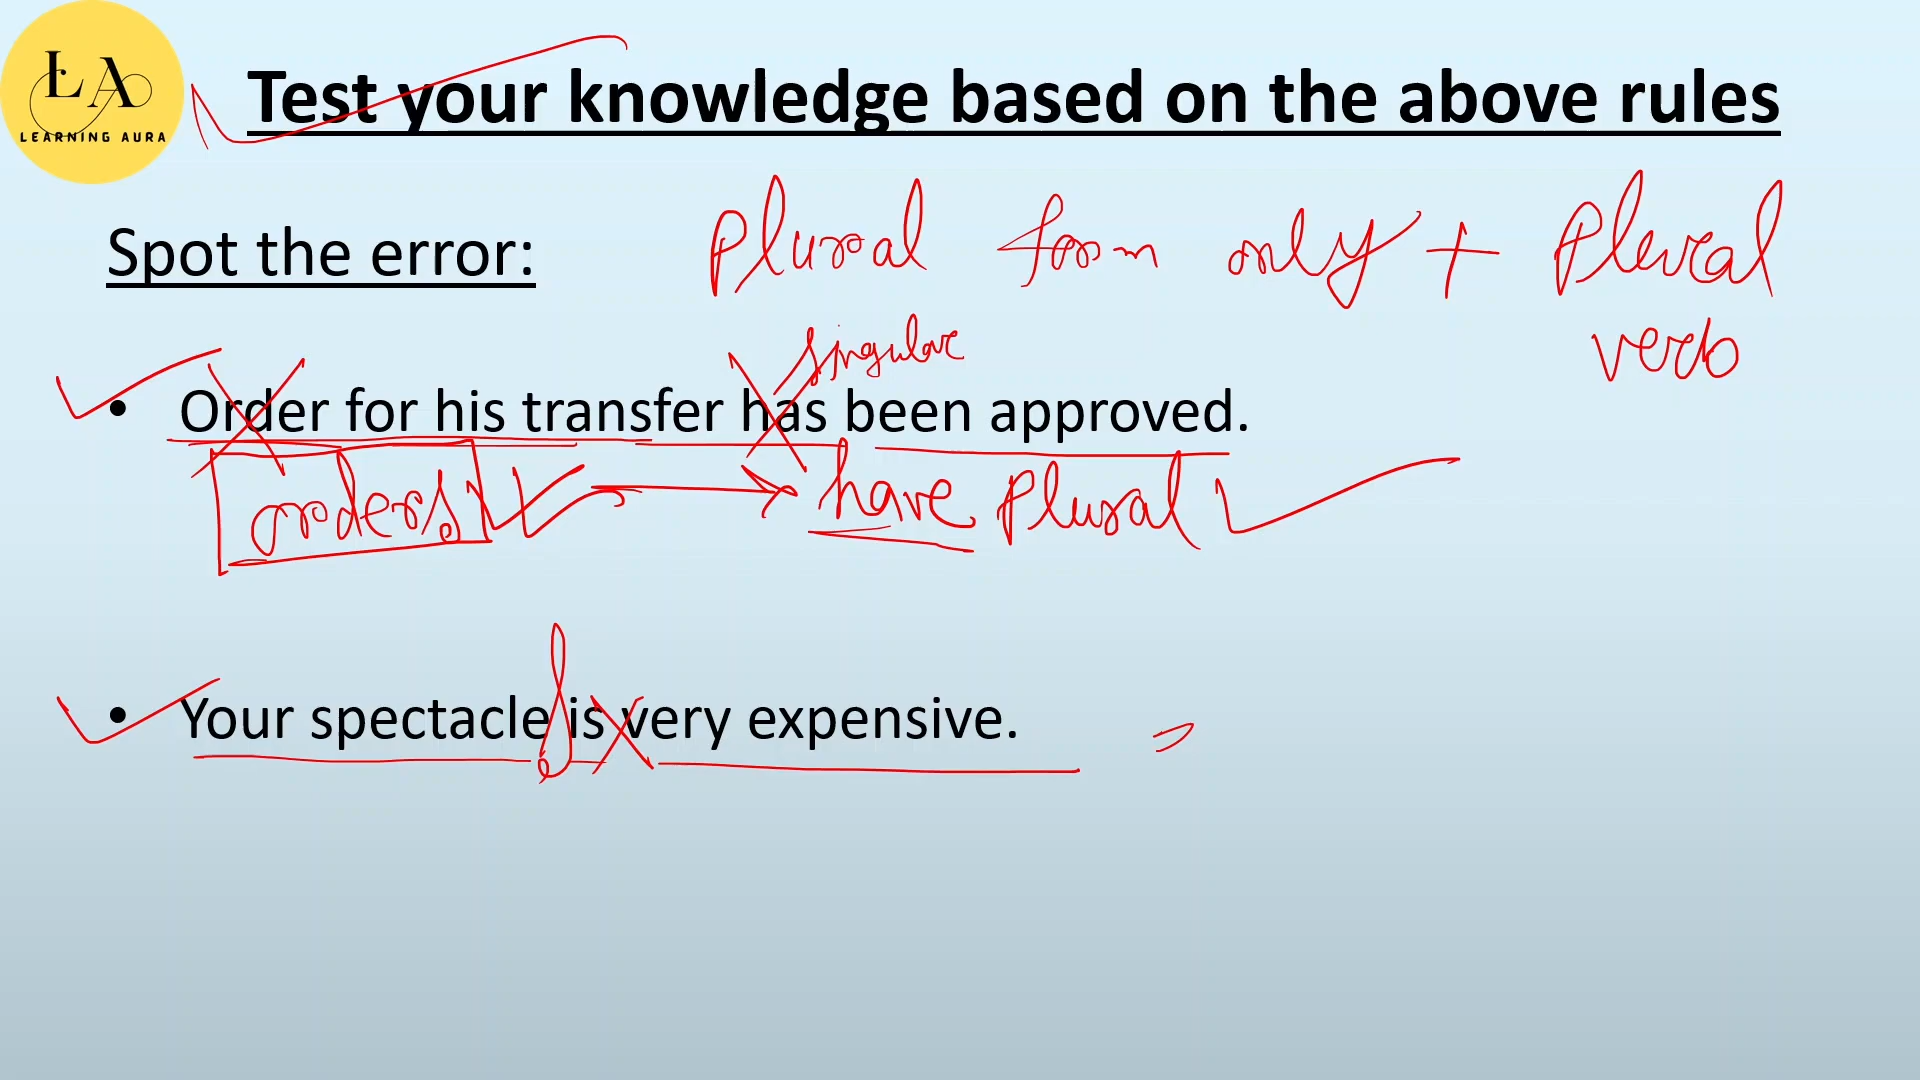 LA
LEARNING AURA
Test your knowledge based on the above rules
Spot the error:
Plural form only + Plural
verb
singular
• Order for his transfer has been approved.
orders have Plural
• Your spectacle s is very expensive.